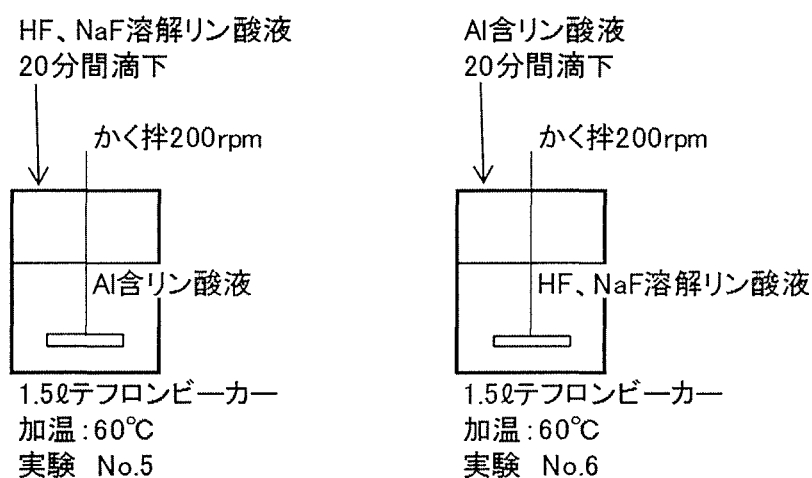 HF、NaF溶解リン酸液
20分間滴下
かく拌200rpm
Al含リン酸液
1.5ℓテフロンビーカー
加温:60℃
実験 No.5
Al含リン酸液
20分間滴下
かく拌200rpm
HF、NaF溶解リン酸液
1.5ℓテフロンビーカー
加温:60℃
実験 No.6